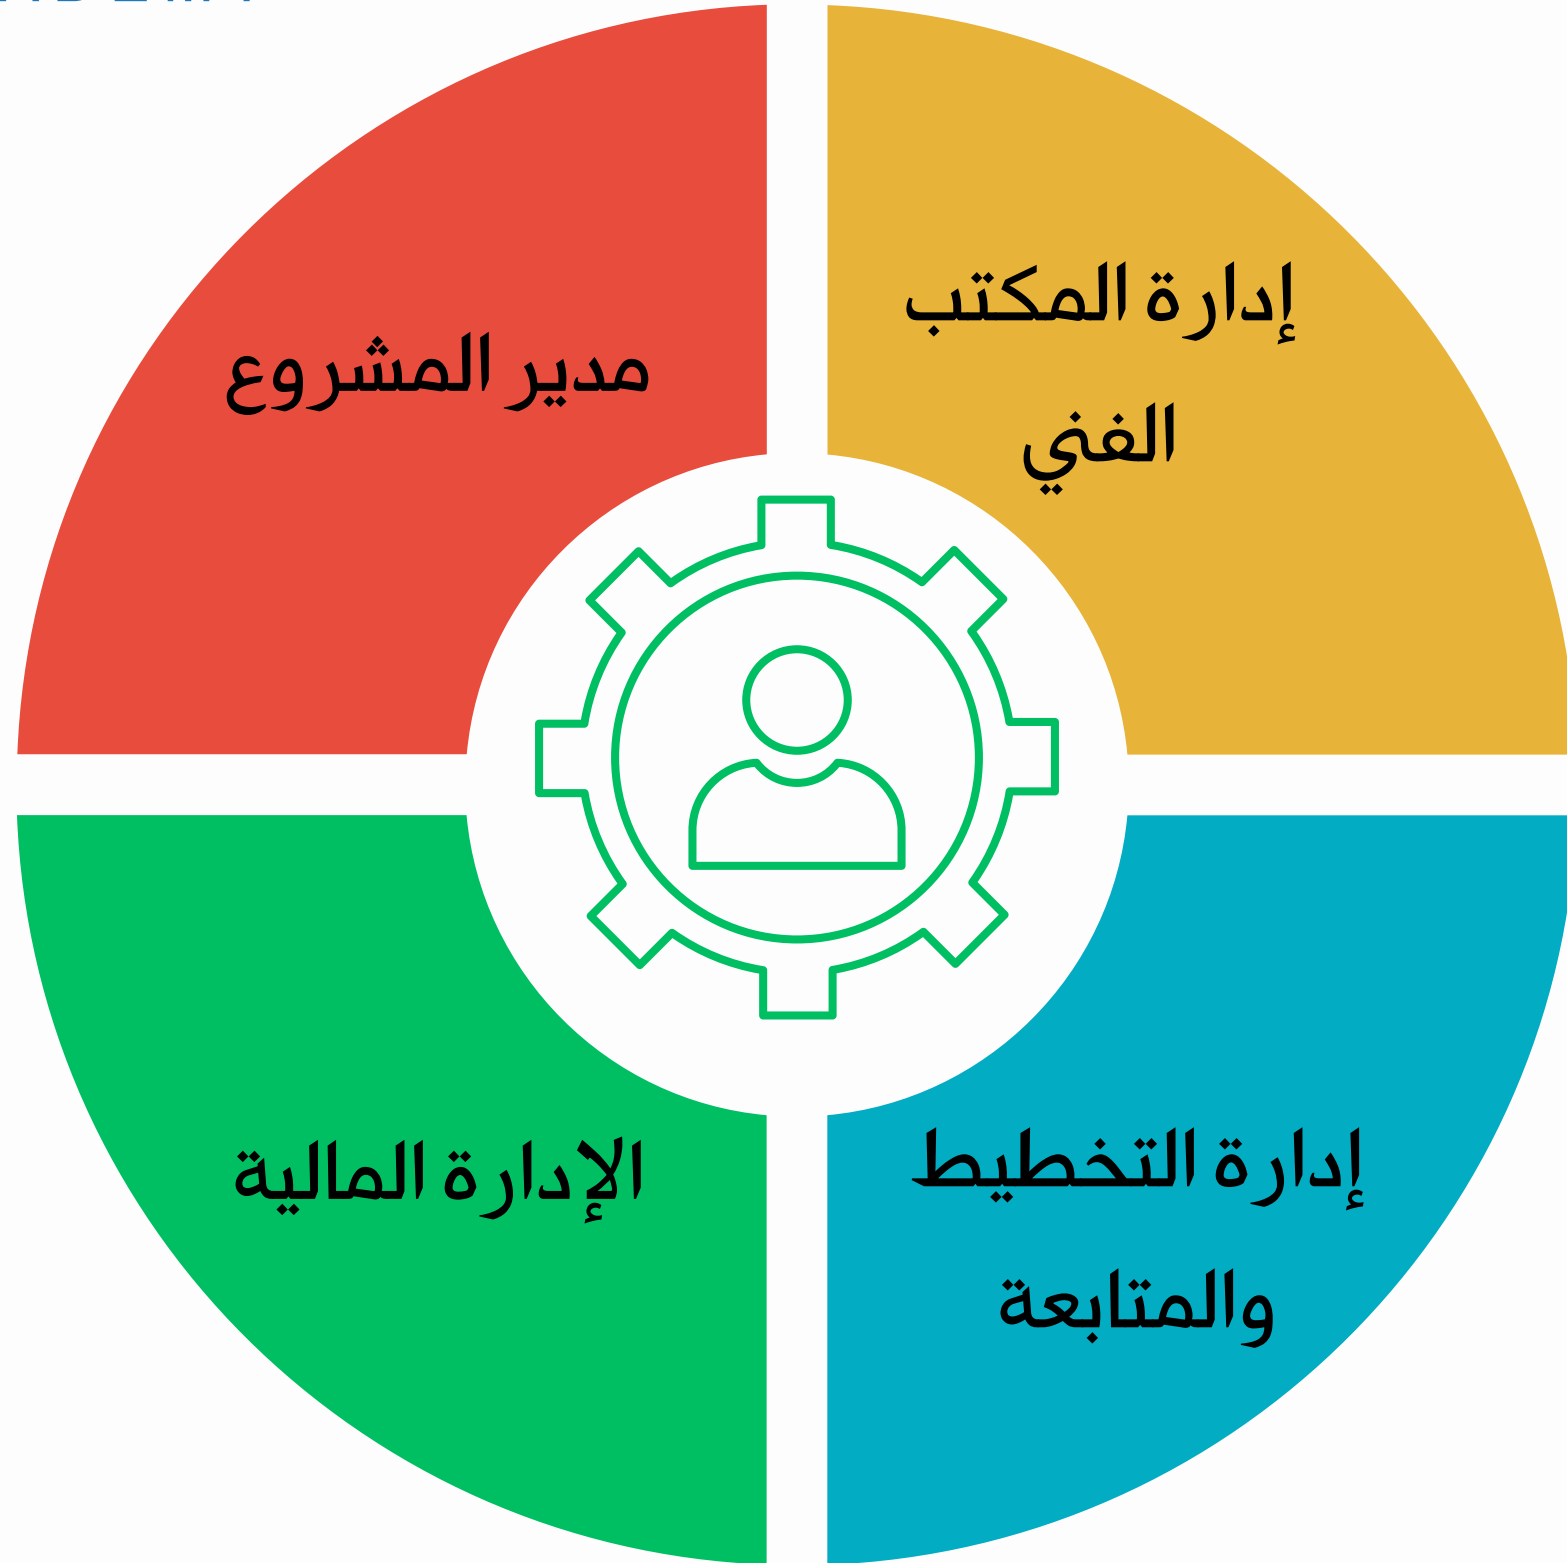 إدارة المكتب
الفني
مدير المشروع
إدارة التخطيط
والمتابعة
الإدارة المالية